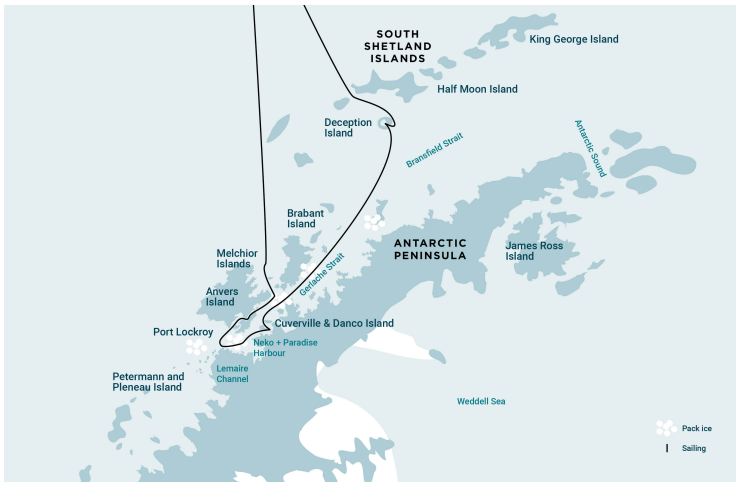 SOUTH
SHETLAND
ISLANDS
King George Island
Half Moon Island
Deception
Island
Bransfield Strait
Antarctic Sound
Brabant
Island
ANTARCTIC
PENINSULA
James Ross
Island
Melchior
Islands
Gerlache Strait
Anvers
Island
Port Lockroy
Cuverville & Danco Island
Neko + Paradise
Harbour
Lemaire
Channel
Petermann and
Pleneau Island
Weddell Sea
Pack ice
Sailing